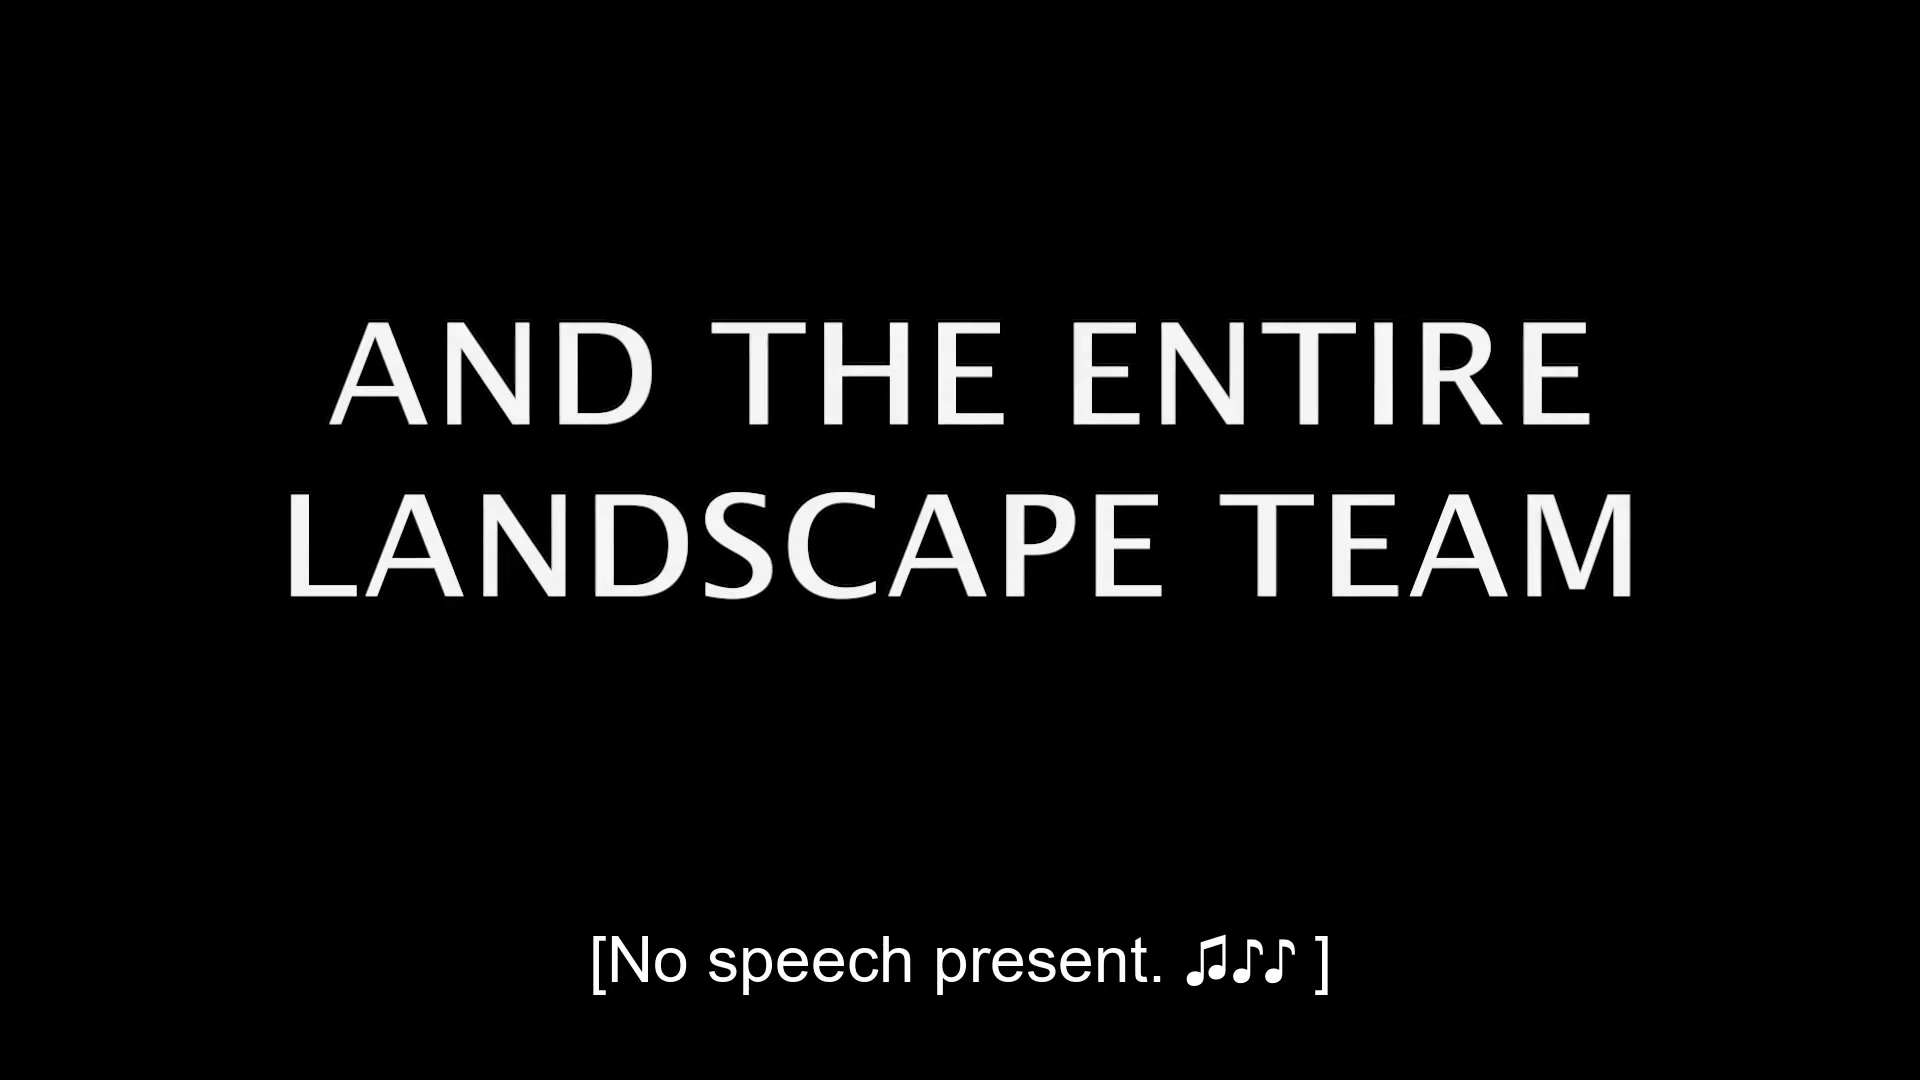 AND THE ENTIRE
LANDSCAPE TEAM
[No speech present. ♫♪♪ ]